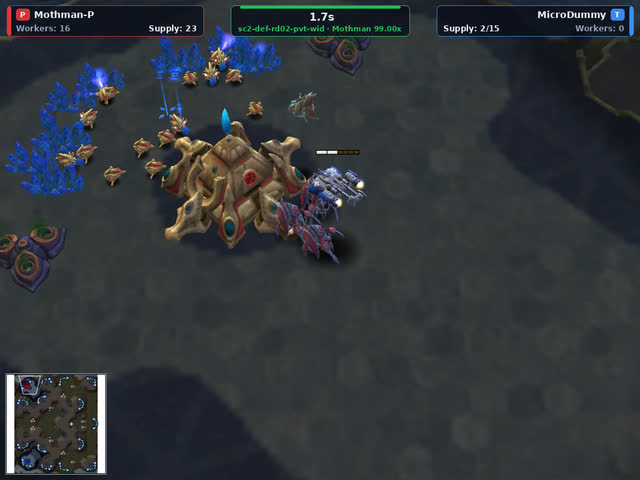 P Mothman-P
Workers: 16 Supply: 23
1.7s
sc2-def-rd02-pvt-wid · Mothman 99.00x
MicroDummy T
Supply: 2/15 Workers: 0